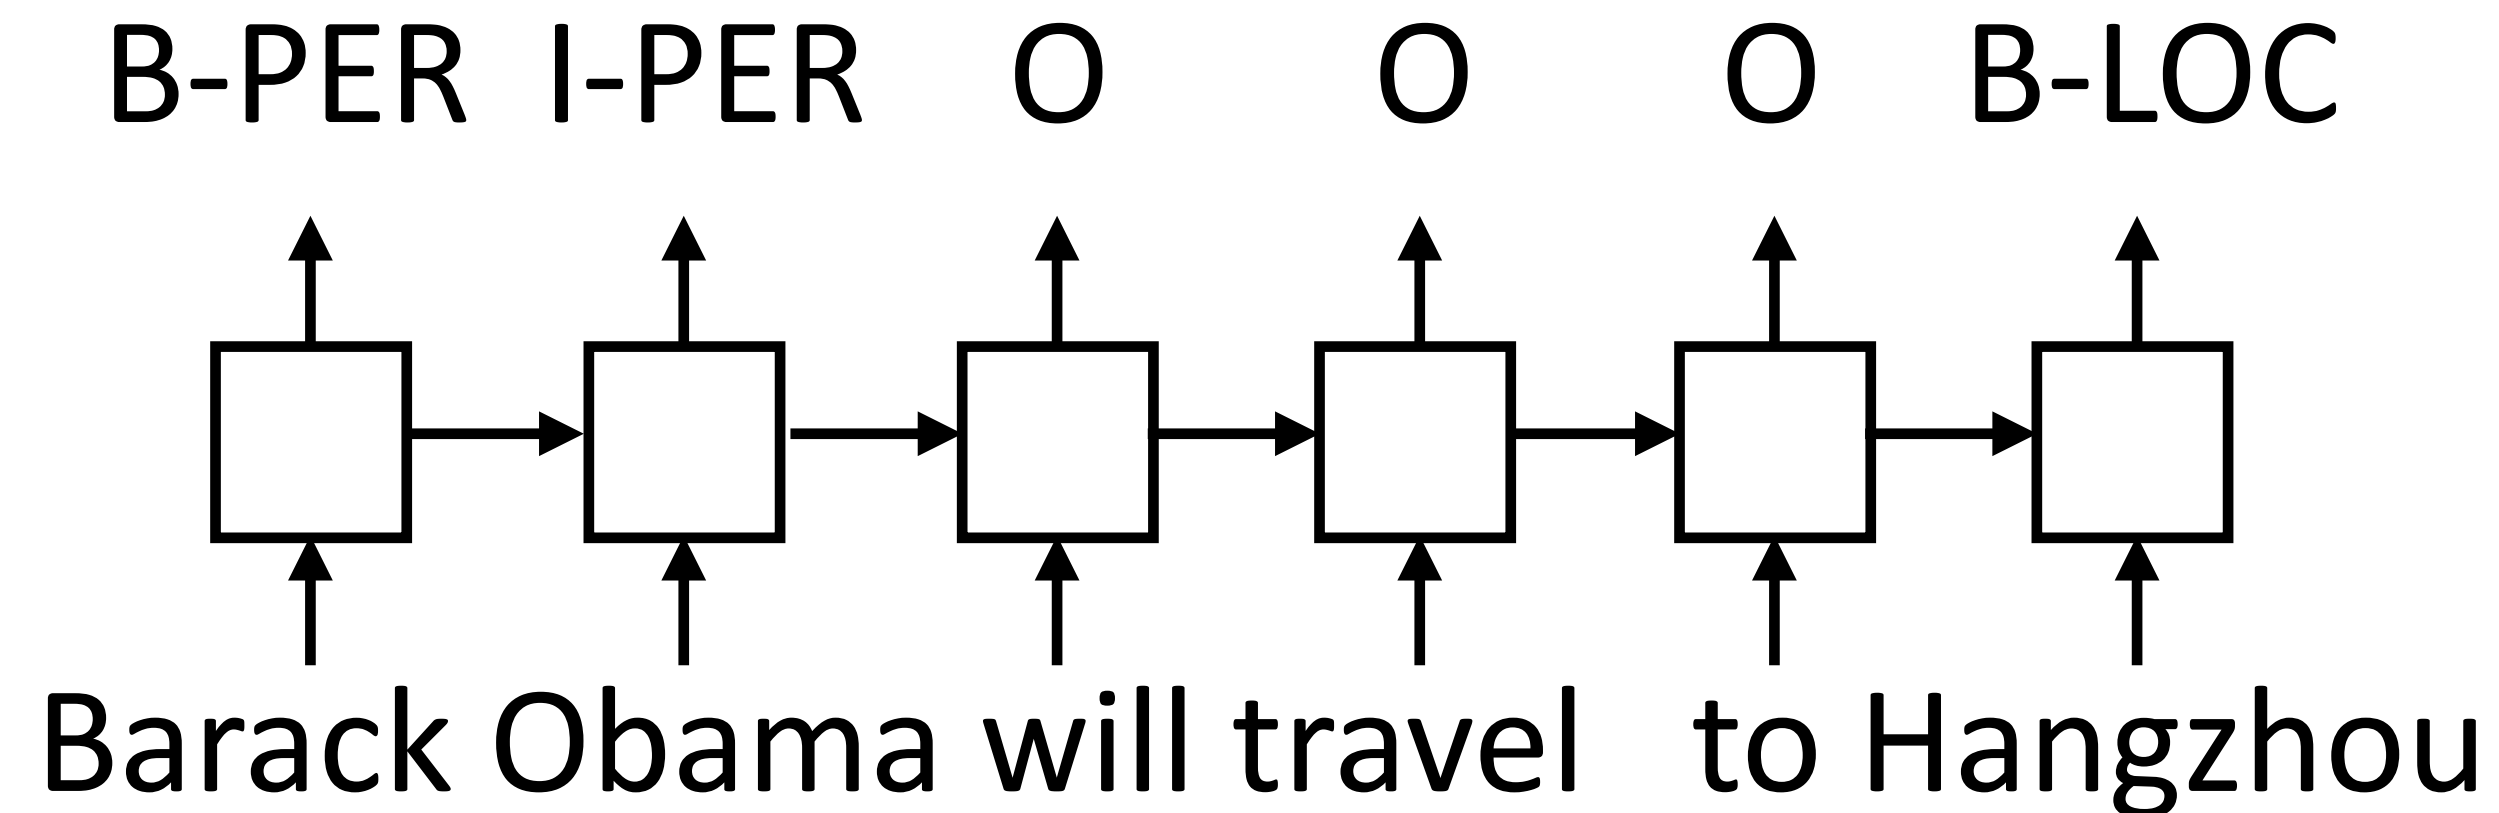 B-PER I-PER O O O B-LOC
Barack Obama will travel to Hangzhou